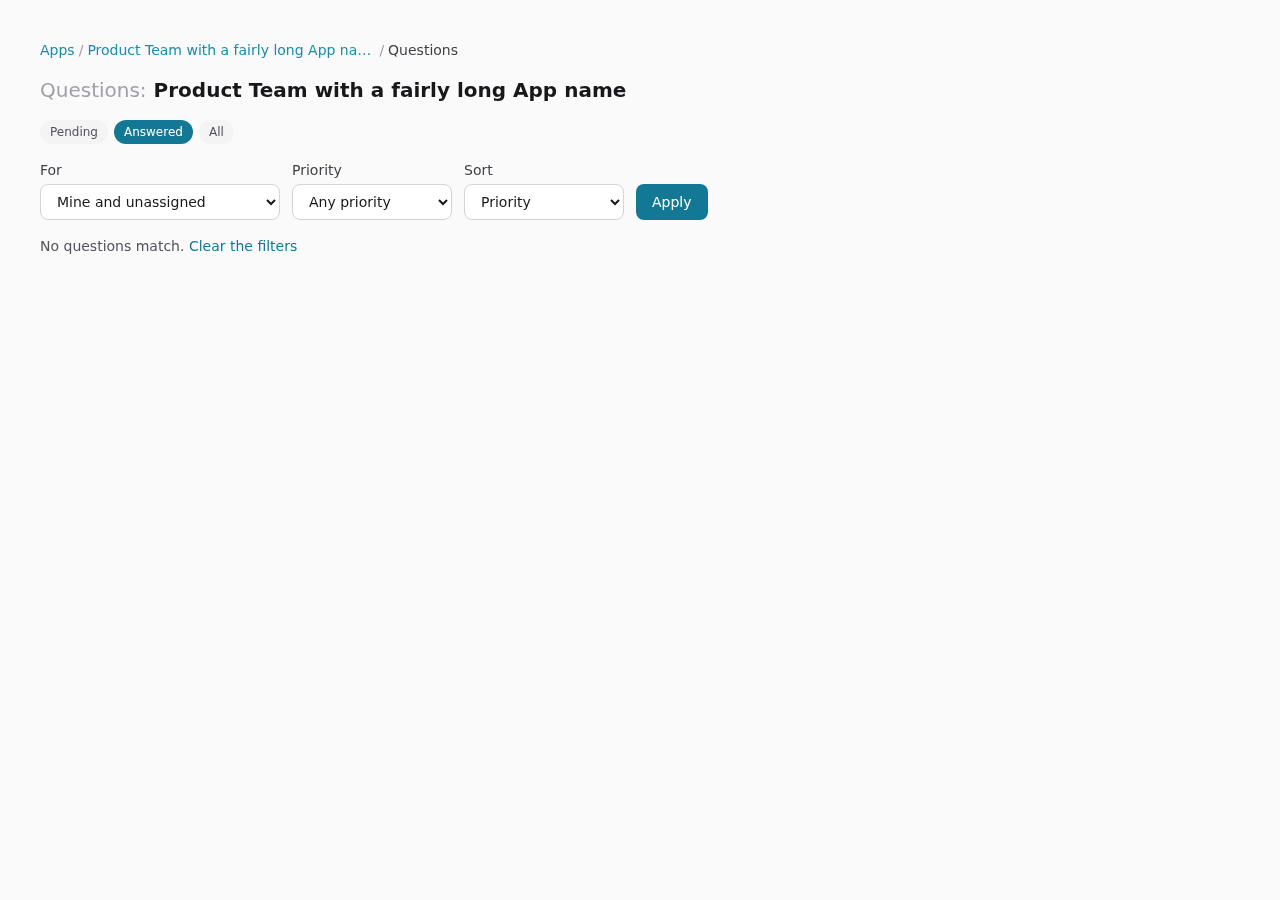 Apps / Product Team with a fairly long App na… / Questions
Questions: Product Team with a fairly long App name
Pending Answered All
For Priority Sort
Mine and unassigned Any priority Priority Apply
No questions match. Clear the filters